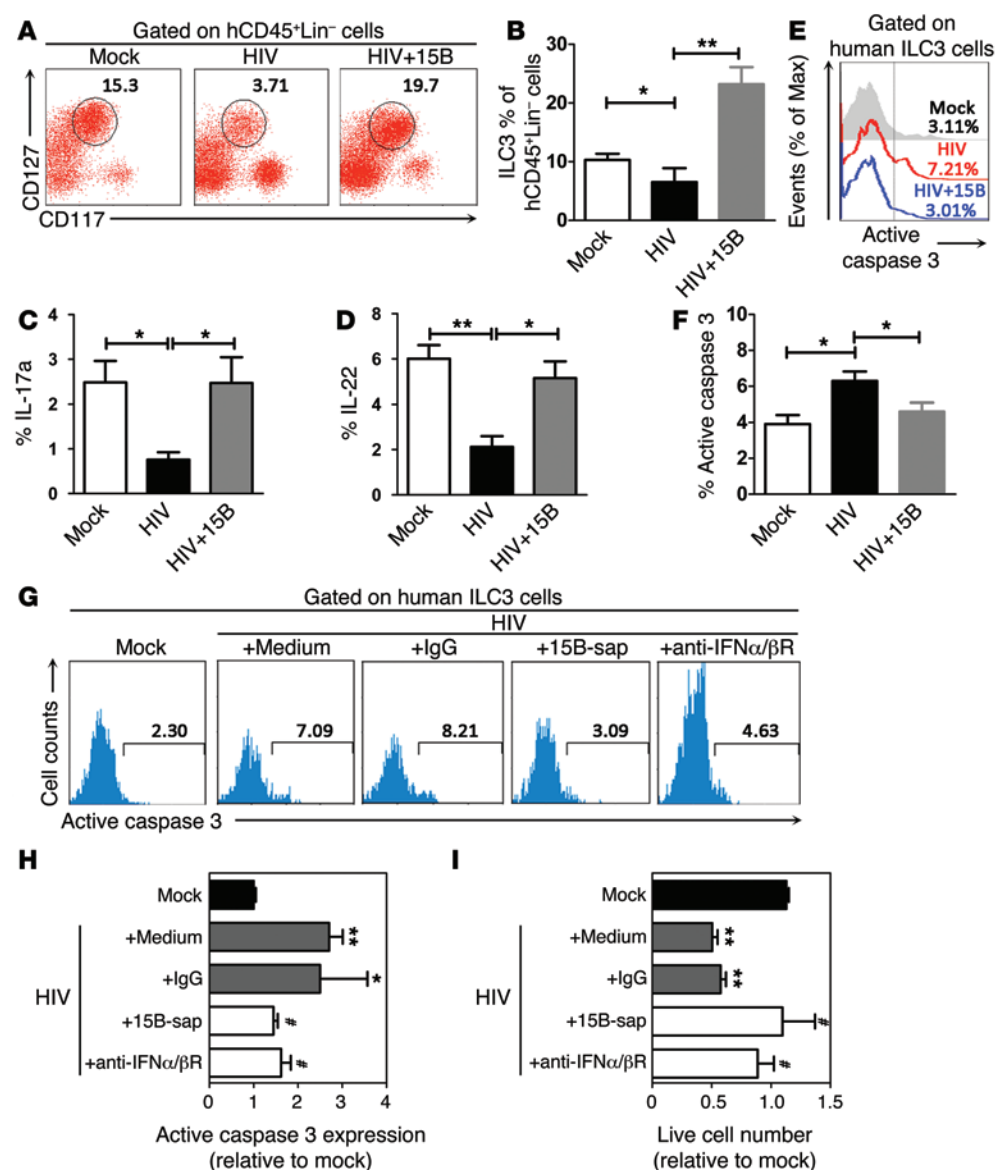 A
Gated on hCD45⁺Lin⁻ cells
Mock HIV HIV+15B
15.3 3.71 19.7
CD127
CD117
B
ILC3 % of
hCD45⁺Lin⁻ cells
30
20
10
0
* **
Mock HIV HIV+15B
E
Gated on
human ILC3 cells
Events (% of Max)
Mock
3.11%
HIV
7.21%
HIV+15B
3.01%
Active
caspase 3
C
% IL-17a
4
3
2
1
0
* *
Mock HIV HIV+15B
D
% IL-22
8
6
4
2
0
** *
Mock HIV HIV+15B
F
% Active caspase 3
10
8
6
4
2
0
* *
Mock HIV HIV+15B
G
Gated on human ILC3 cells
HIV
Mock +Medium +IgG +15B-sap +anti-IFNα/βR
2.30 7.09 8.21 3.09 4.63
Cell counts
Active caspase 3
H
Mock
+Medium **
+IgG *
HIV
+15B-sap #
+anti-IFNα/βR #
0 1 2 3 4
Active caspase 3 expression
(relative to mock)
I
Mock
+Medium **
+IgG **
HIV
+15B-sap #
+anti-IFNα/βR #
0 0.5 1.0 1.5
Live cell number
(relative to mock)